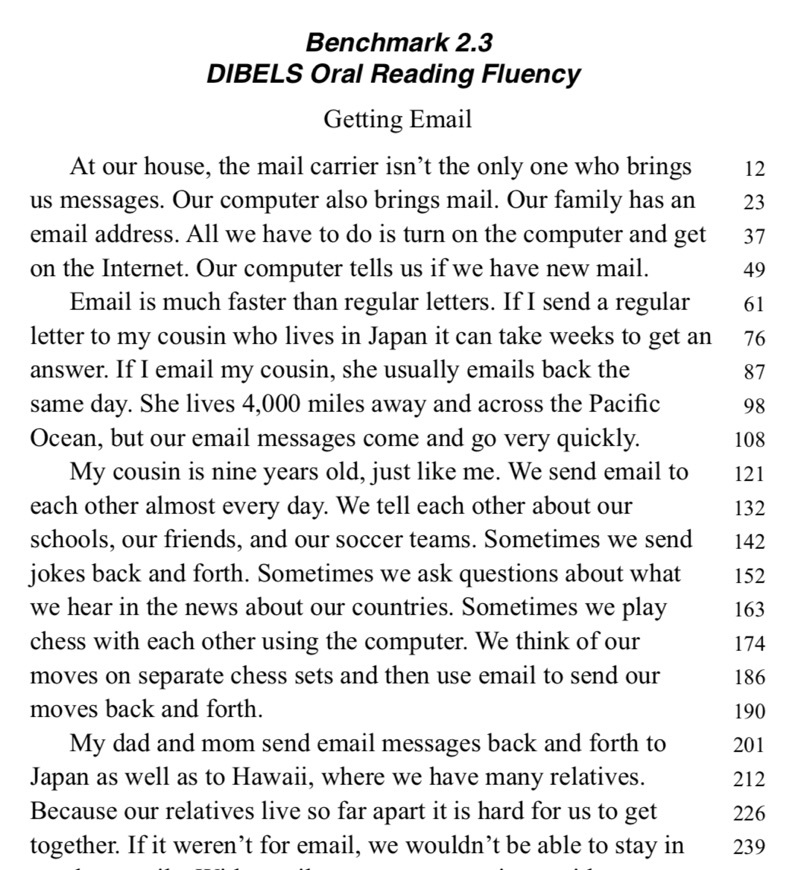 Benchmark 2.3
DIBELS Oral Reading Fluency
Getting Email
At our house, the mail carrier isn't the only one who brings 12
us messages. Our computer also brings mail. Our family has an 23
email address. All we have to do is turn on the computer and get 37
on the Internet. Our computer tells us if we have new mail. 49
Email is much faster than regular letters. If I send a regular 61
letter to my cousin who lives in Japan it can take weeks to get an 76
answer. If I email my cousin, she usually emails back the 87
same day. She lives 4,000 miles away and across the Pacific 98
Ocean, but our email messages come and go very quickly. 108
My cousin is nine years old, just like me. We send email to 121
each other almost every day. We tell each other about our 132
schools, our friends, and our soccer teams. Sometimes we send 142
jokes back and forth. Sometimes we ask questions about what 152
we hear in the news about our countries. Sometimes we play 163
chess with each other using the computer. We think of our 174
moves on separate chess sets and then use email to send our 186
moves back and forth. 190
My dad and mom send email messages back and forth to 201
Japan as well as to Hawaii, where we have many relatives. 212
Because our relatives live so far apart it is hard for us to get 226
together. If it weren't for email, we wouldn't be able to stay in 239